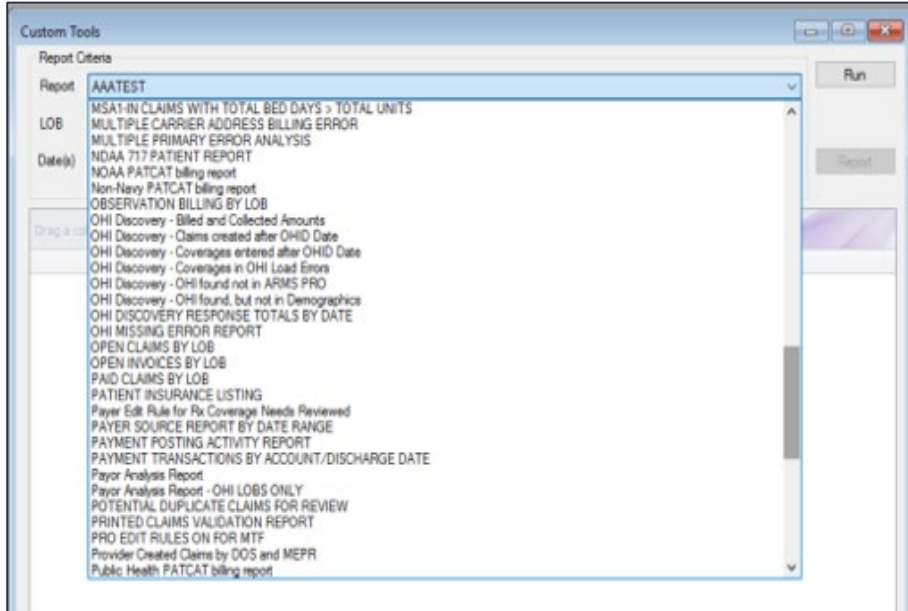 Custom Tools
Report Criteria
Report AAATEST
Run
MSA1-IN CLAIMS WITH TOTAL BED DAYS > TOTAL UNITS
LOB MULTIPLE CARRIER ADDRESS BILLING ERROR
MULTIPLE PRIMARY ERROR ANALYSIS
Date(s) NDAA 717 PATIENT REPORT
Report
NOAA PATCAT billing report
Non-Navy PATCAT billing report
OBSERVATION BILLING BY LOB
OHI Discovery - Billed and Collected Amounts
Drag a co
OHI Discovery - Claims created after OHID Date
OHI Discovery - Coverages entered after OHID Date
OHI Discovery - Coverages in OHI Load Errors
OHI Discovery - OHI found not in ARMS PRO
OHI Discovery - OHI found, but not in Demographics
OHI DISCOVERY RESPONSE TOTALS BY DATE
OHI MISSING ERROR REPORT
OPEN CLAIMS BY LOB
OPEN INVOICES BY LOB
PAID CLAIMS BY LOB
PATIENT INSURANCE LISTING
Payer Edit Rule for Rx Coverage Needs Reviewed
PAYER SOURCE REPORT BY DATE RANGE
PAYMENT POSTING ACTIVITY REPORT
PAYMENT TRANSACTIONS BY ACCOUNT/DISCHARGE DATE
Payor Analysis Report
Payor Analysis Report - OHI LOBS ONLY
POTENTIAL DUPLICATE CLAIMS FOR REVIEW
PRINTED CLAIMS VALIDATION REPORT
PRO EDIT RULES ON FOR MTF
Provider Created Claims by DOS and MEPR
Public Health PATCAT billing report